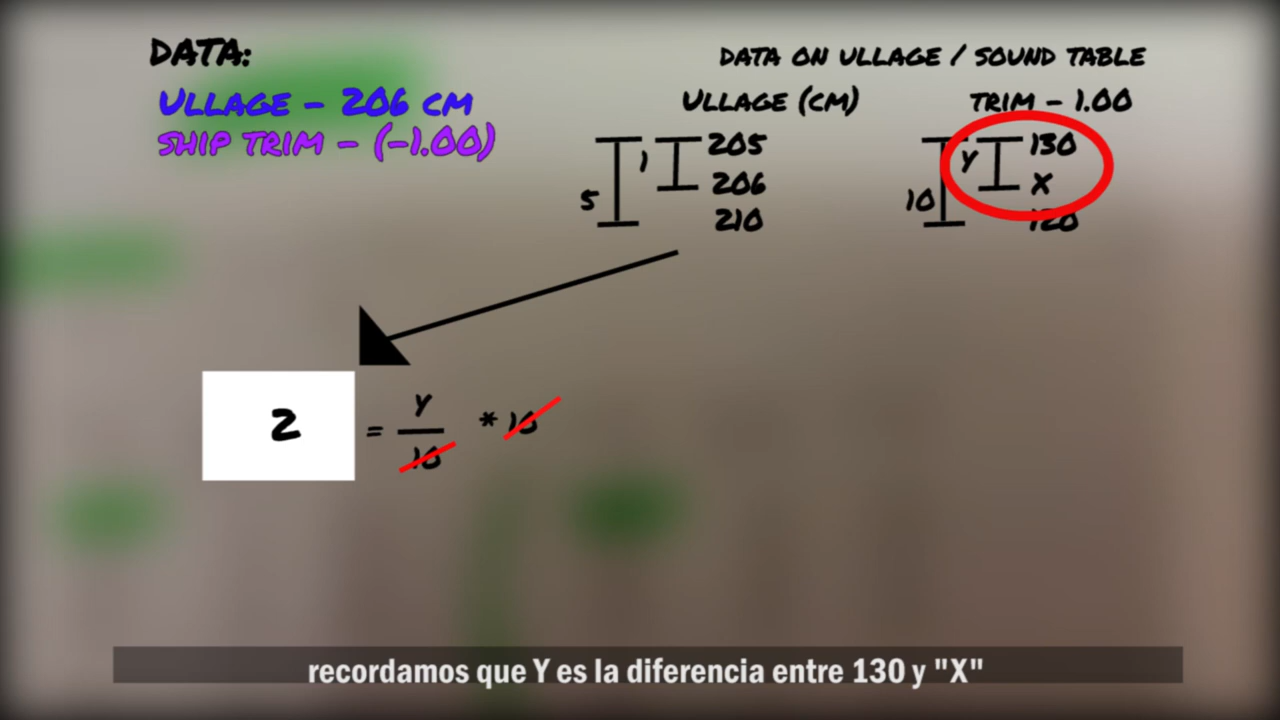 DATA:
ULLAGE - 206 CM
SHIP TRIM - (-1.00)
DATA ON ULLAGE / SOUND TABLE
ULLAGE (CM) TRIM - 1.00
205 130
1 Y
206 X
5 10
210 120
2 = Y / 10 * 10
recordamos que Y es la diferencia entre 130 y "X"